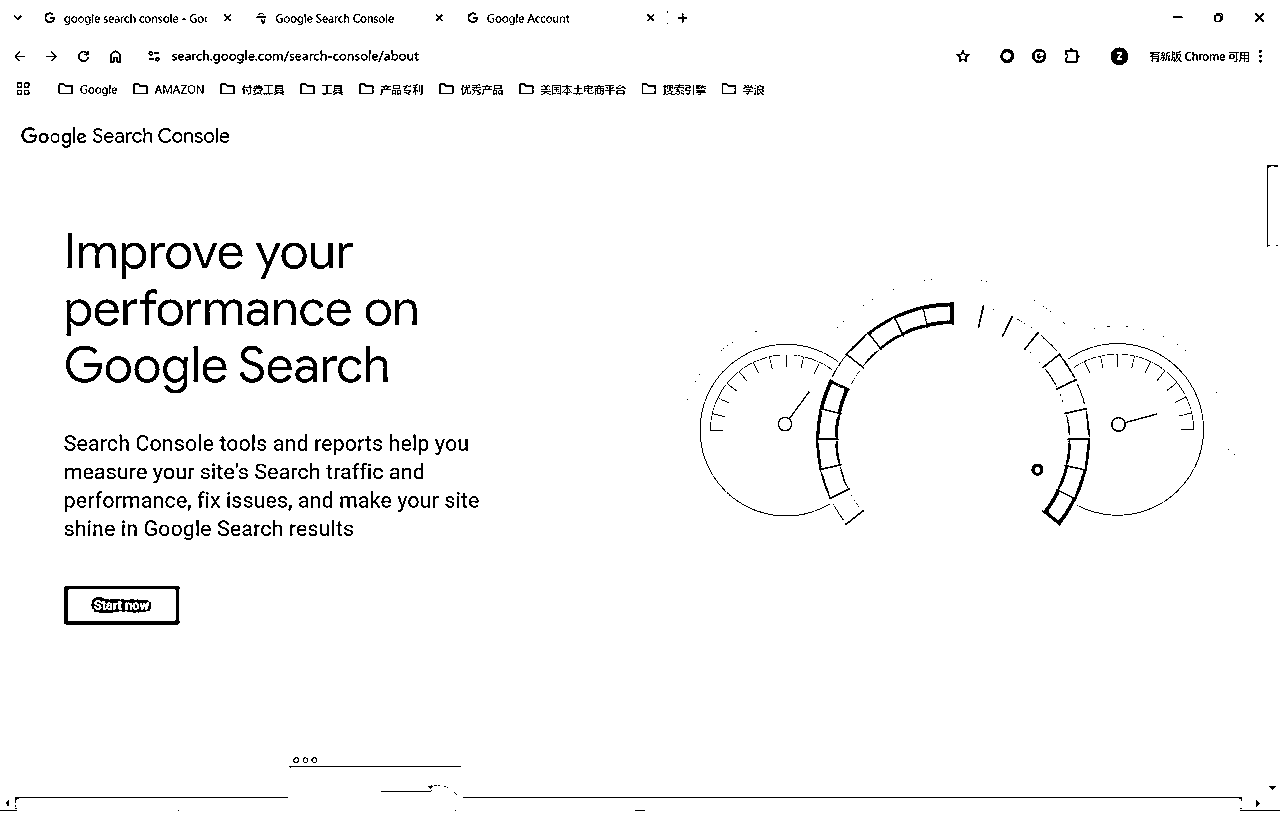 google search console - Goo
Google Search Console
Google Account
search.google.com/search-console/about
有新版 Chrome 可用
Google
AMAZON
付费工具
工具
产品专利
优秀产品
美国本土电商平台
搜索引擎
学浪
Google Search Console
Improve your
performance on
Google Search
Search Console tools and reports help you
measure your site's Search traffic and
performance, fix issues, and make your site
shine in Google Search results
Start now